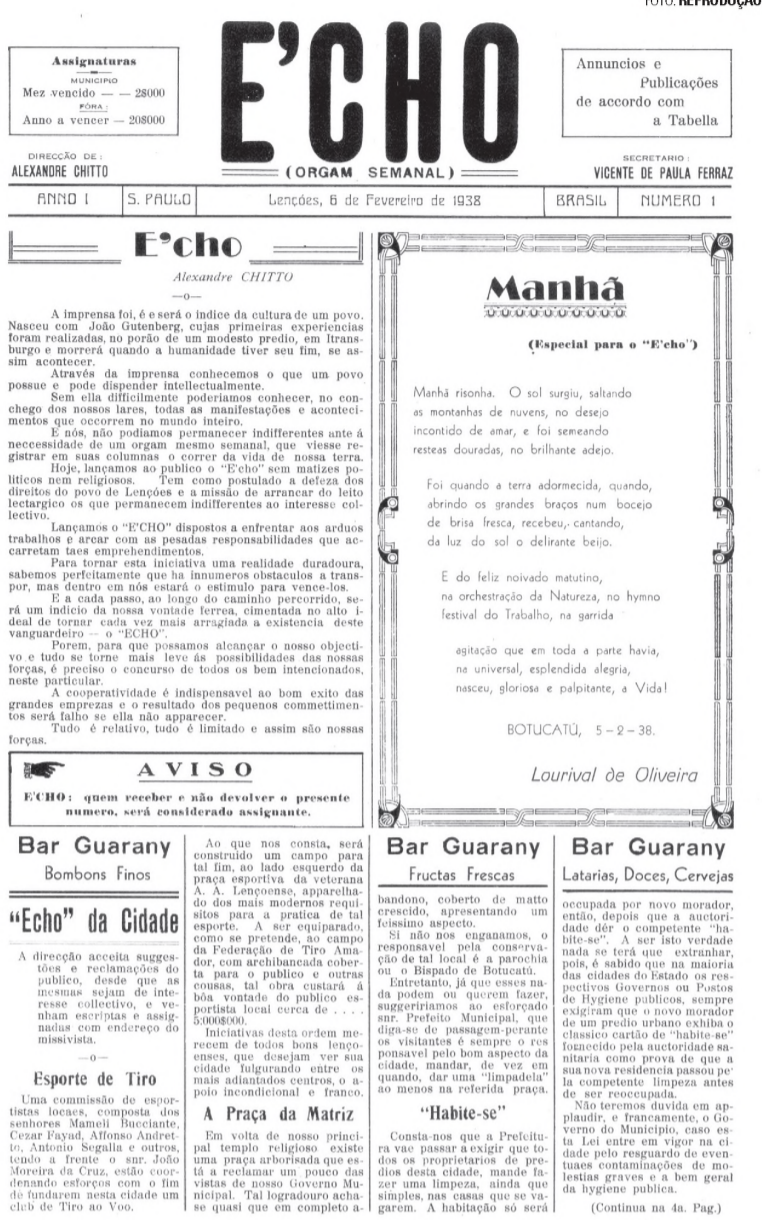 FOTO: REPRODUÇÃO
Assignaturas
MUNICIPIO
Mez vencido — — 2$000
FÓRA:
Anno a vencer — 20$000
E'CHO
(ORGAM SEMANAL)
Annuncios e
Publicações
de accordo com
a Tabella
DIRECÇÃO DE:
ALEXANDRE CHITTO
SECRETARIO:
VICENTE DE PAULA FERRAZ
ANNO I
S. PAULO
Lençóes, 6 de Fevereiro de 1938
BRASIL
NUMERO 1
E'cho
Alexandre CHITTO
—o—
A imprensa foi, é e será o indice da cultura de um povo.
Nasceu com João Gutenberg, cujas primeiras experiencias
foram realizadas, no porão de um modesto predio, em Itrans-
burgo e morrerá quando a humanidade tiver seu fim, se as-
sim acontecer.
Através da imprensa conhecemos o que um povo
possue e pode dispender intellectualmente.
Sem ella difficilmente poderiamos conhecer, no con-
chego dos nossos lares, todas as manifestações e aconteci-
mentos que occorrem no mundo inteiro.
E nós, não podiamos permanecer indifferentes ante á
neccessidade de um orgam mesmo semanal, que viesse re-
gistrar em suas columnas o correr da vida de nossa terra.
Hoje, lançamos ao publico o "E'cho" sem matizes po-
liticos nem religiosos. Tem como postulado a defeza dos
direitos do povo de Lençóes e a missão de arrancar do leito
lectargico os que permanecem indifferentes ao interesse col-
lectivo.
Lançamos o "E'CHO" dispostos a enfrentar aos arduos
trabalhos e arcar com as pesadas responsabilidades que ac-
carretam taes emprehendimentos.
Para tornar esta iniciativa uma realidade duradoura,
sabemos perfeitamente que ha innumeros obstaculos a trans-
por, mas dentro em nós estará o estimulo para vence-los.
E a cada passo, ao longo do caminho percorrido, se-
rá um indicio da nossa vontade ferrea, cimentada no alto i-
deal de tornar cada vez mais arragiada a existencia deste
vanguardeiro — o "ECHO".
Porem, para que possamos alcançar o nosso objecti-
vo e tudo se torne mais leve ás possibilidades das nossas
forças, é preciso o concurso de todos os bem intencionados,
neste particular.
A cooperatividade é indispensavel ao bom exito das
grandes emprezas e o resultado dos pequenos commettimen-
tos será falho se ella não apparecer.
Tudo é relativo, tudo é limitado e assim são nossas
forças.
AVISO
E'CHO: quem receber e não devolver o presente
numero, será considerado assignante.
Manhã
(Especial para o "E'cho")
Manhã risonha. O sol surgiu, saltando
as montanhas de nuvens, no desejo
incontido de amar, e foi semeando
resteas douradas, no brilhante adejo.
Foi quando a terra adormecida, quando,
abrindo os grandes braços num bocejo
de brisa fresca, recebeu, cantando,
da luz do sol o delirante beijo.
E do feliz noivado matutino,
na orchestração da Natureza, no hymno
festival do Trabalho, na garrida
agitação que em toda a parte havia,
na universal, esplendida alegria,
nasceu, gloriosa e palpitante, a Vida!
BOTUCATÚ, 5-2-38.
Lourival de Oliveira
Bar Guarany
Bombons Finos
"Echo" da Cidade
A direcção acceita sugges-
tões e reclamações do
publico, desde que as
mesmas sejam de inte-
resse collectivo, e ve-
nham escriptas e assig-
nadas com endereço do
missivista.
—o—
Esporte de Tiro
Uma commissão de espor-
tistas locaes, composta dos
senhores Mameli Bucciante,
Cezar Fayad, Affonso Andret-
to, Antonio Segalla e outros,
tendo a frente o snr. João
Moreira da Cruz, estão coor-
denando esforços com o fim
de fundarem nesta cidade um
club de Tiro ao Voo.
Ao que nos consta, será
construido um campo para
tal fim, ao lado esquerdo da
praça esportiva da veterana
A. A. Lençoense, apparelha-
do dos mais modernos requi-
sitos para a pratica de tal
esporte. A ser equiparado,
como se pretende, ao campo
da Federação de Tiro Ama-
dor, com archibancada cober-
ta para o publico e outras
cousas, tal obra custará á
bôa vontade do publico es-
portista local cerca de . . . .
5:000$000.
Iniciativas desta ordem me-
recem de todos bons lenço-
enses, que desejam ver sua
cidade fulgurando entre os
mais adiantados centros, o a-
poio incondicional e franco.
A Praça da Matriz
Em volta de nosso princi-
pal templo religioso existe
uma praça arborisada que es-
tá a reclamar um pouco das
vistas de nosso Governo Mu-
nicipal. Tal logradouro acha-
se quasi que em completo a-
Bar Guarany
Fructas Frescas
bandono, coberto de matto
crescido, apresentando um
feissimo aspecto.
Si não nos enganamos, o
responsavel pela conserva-
ção de tal local é a parochia
ou o Bispado de Botucatú.
Entretanto, já que esses na-
da podem ou querem fazer,
suggeririamos ao esforçado
snr. Prefeito Municipal, que
diga-se de passagem-perante
os visitantes é sempre o res
ponsavel pelo bom aspecto da
cidade, mandar, de vez em
quando, dar uma "limpadela"
ao menos na referida praça.
"Habite-se"
Consta-nos que a Prefeitu-
ra vae passar a exigir que to-
dos os proprietarios de pre-
dios desta cidade, mande fa-
zer uma limpeza, ainda que
simples, nas casas que se va-
garem. A habitação só será
Bar Guarany
Latarias, Doces, Cervejas
occupada por novo morador,
então, depois que a auctori-
dade dér o competente "ha-
bite-se". A ser isto verdade
nada se terá que extranhar,
pois, é sabido que na maioria
das cidades do Estado os res-
pectivos Governos ou Postos
de Hygiene publicos, sempre
exigiram que o novo morador
de um predio urbano exhiba o
classico cartão de "habite-se"
fornecido pela auctoridade sa-
nitaria como prova de que a
sua nova residencia passou pe-
la competente limpeza antes
de ser reoccupada.
Não teremos duvida em ap-
plaudir, e francamente, o Go-
verno do Municipio, caso es-
ta Lei entre em vigor na ci-
dade pelo resguardo de even-
tuaes contaminações de mo-
lestias graves e a bem geral
da hygiene publica.
(Continua na 4a. Pag.)